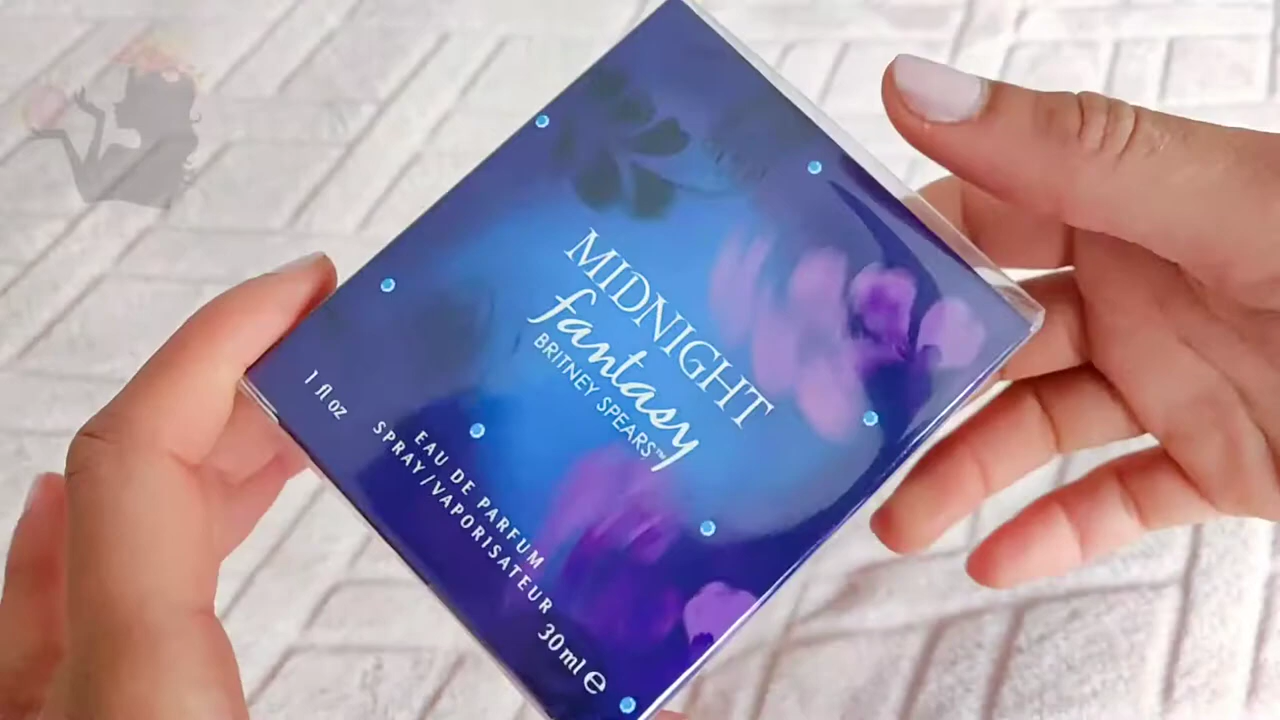 MIDNIGHT
fantasy
BRITNEY SPEARS™
1 fl oz
EAU DE PARFUM
SPRAY/VAPORISATEUR 30ml e